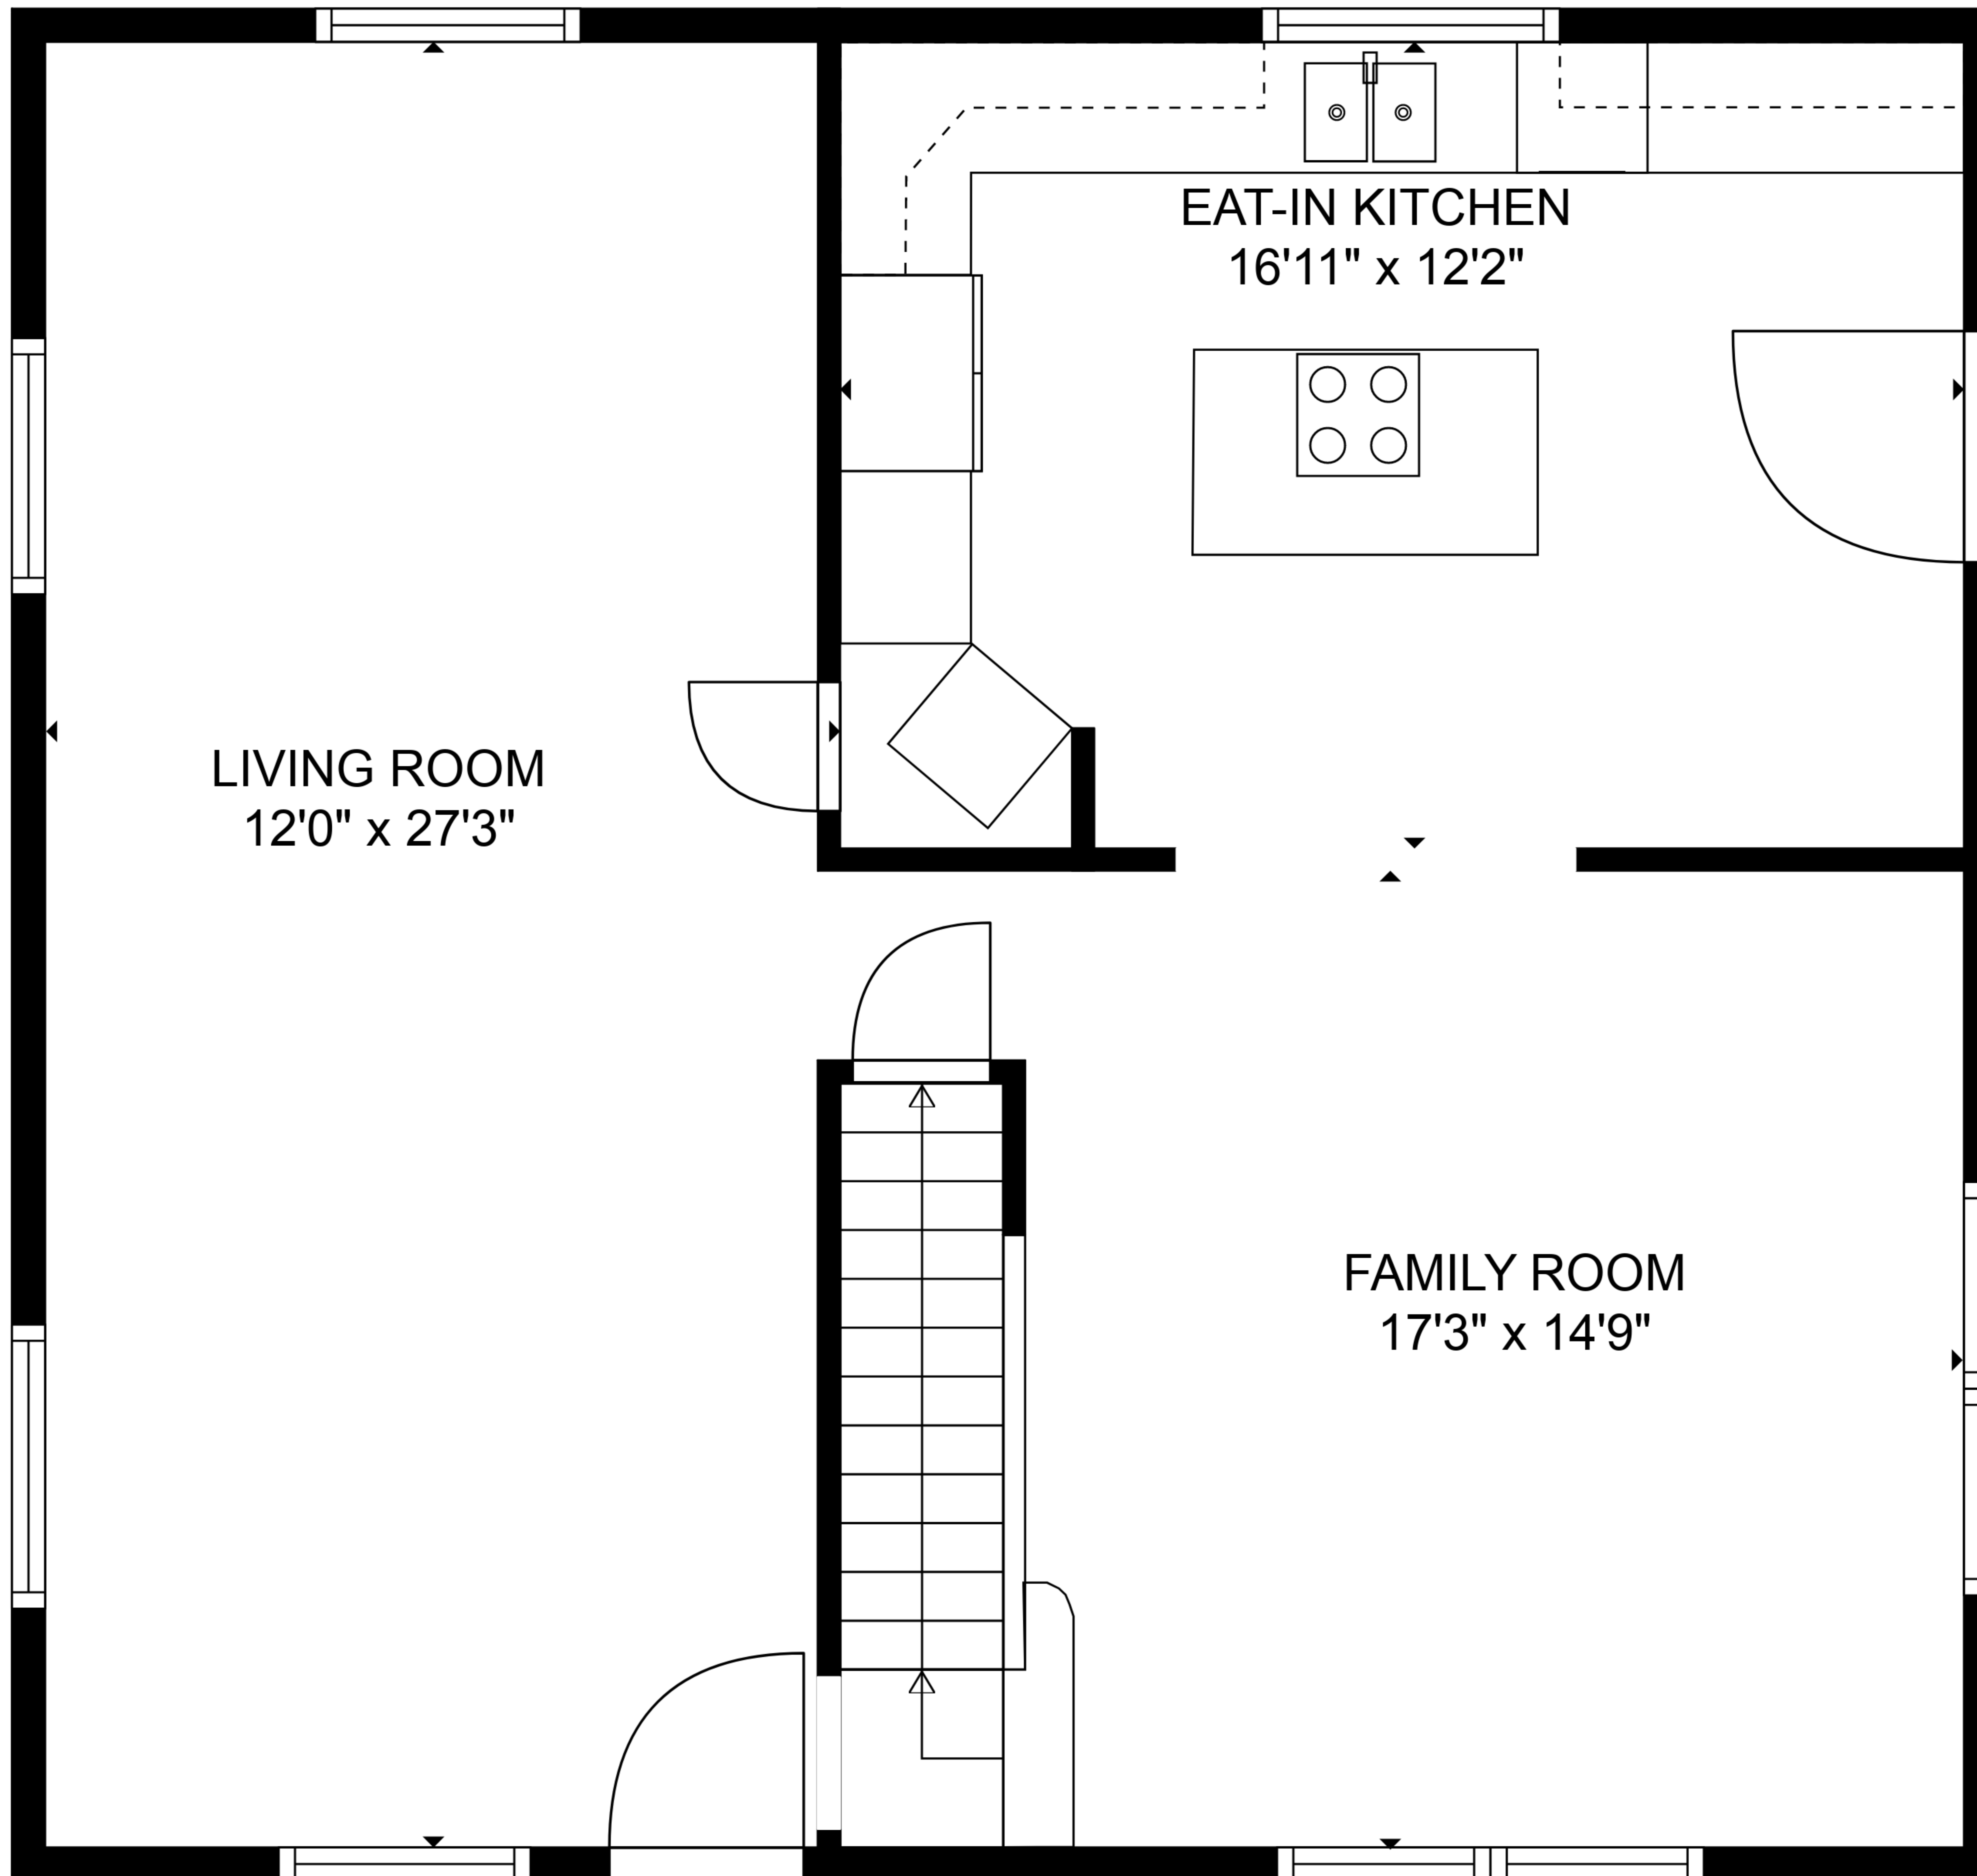 EAT-IN KITCHEN
16'11" x 12'2"
LIVING ROOM
12'0" x 27'3"
FAMILY ROOM
17'3" x 14'9"